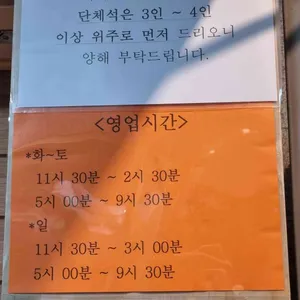 단체석은 3인 ~ 4인
이상 위주로 먼저 드리오니
양해 부탁드립니다.
<영업시간>
*화~토
11시 30분 ~ 2시 30분
5시 00분 ~ 9시 30분
*일
11시 30분 ~ 3시 00분
5시 00분 ~ 9시 30분